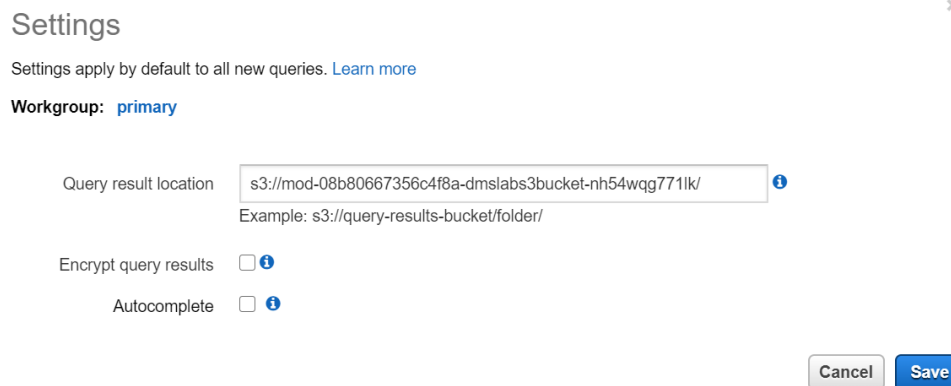 Settings
Settings apply by default to all new queries. Learn more
Workgroup: primary
Query result location s3://mod-08b80667356c4f8a-dmslabs3bucket-nh54wqg771lk/
Example: s3://query-results-bucket/folder/
Encrypt query results
Autocomplete
Cancel Save